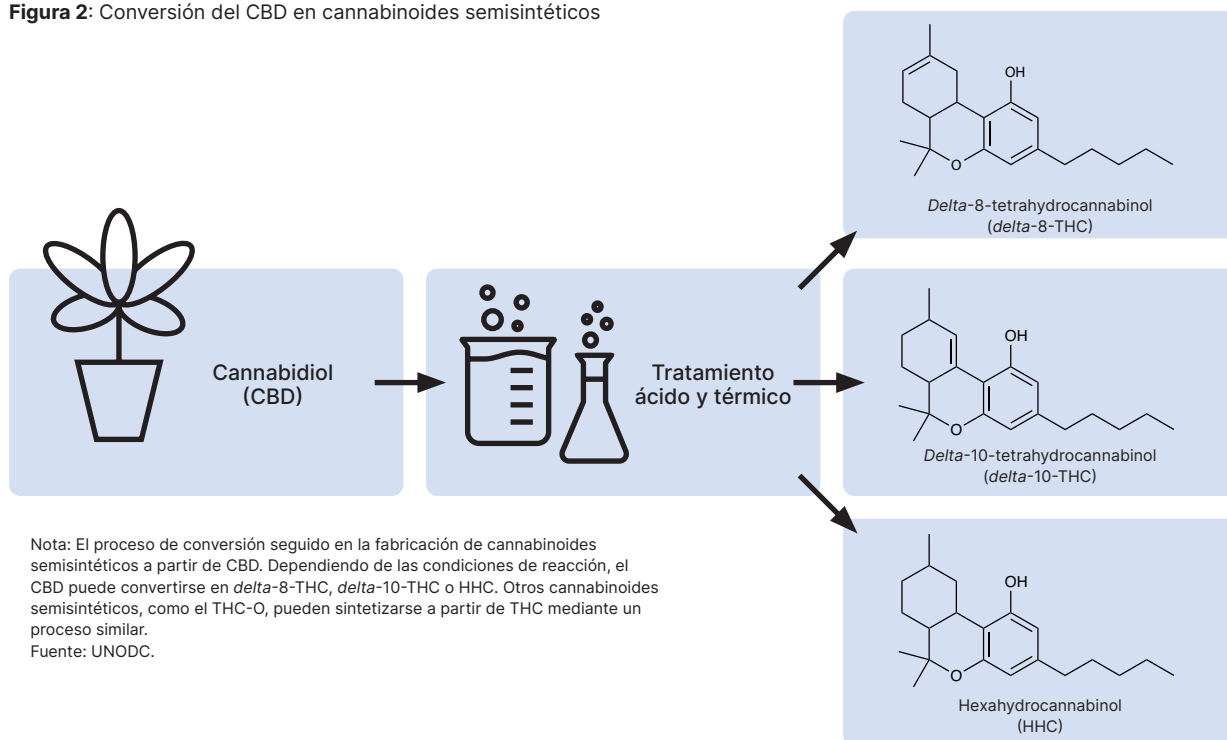 Figura 2: Conversión del CBD en cannabinoides semisintéticos
OH
O
Delta-8-tetrahydrocannabinol
(delta-8-THC)
Cannabidiol
(CBD)
Tratamiento
ácido y térmico
OH
O
Delta-10-tetrahydrocannabinol
(delta-10-THC)
OH
O
Hexahydrocannabinol
(HHC)
Nota: El proceso de conversión seguido en la fabricación de cannabinoides
semisintéticos a partir de CBD. Dependiendo de las condiciones de reacción, el
CBD puede convertirse en delta-8-THC, delta-10-THC o HHC. Otros cannabinoides
semisintéticos, como el THC-O, pueden sintetizarse a partir de THC mediante un
proceso similar.
Fuente: UNODC.